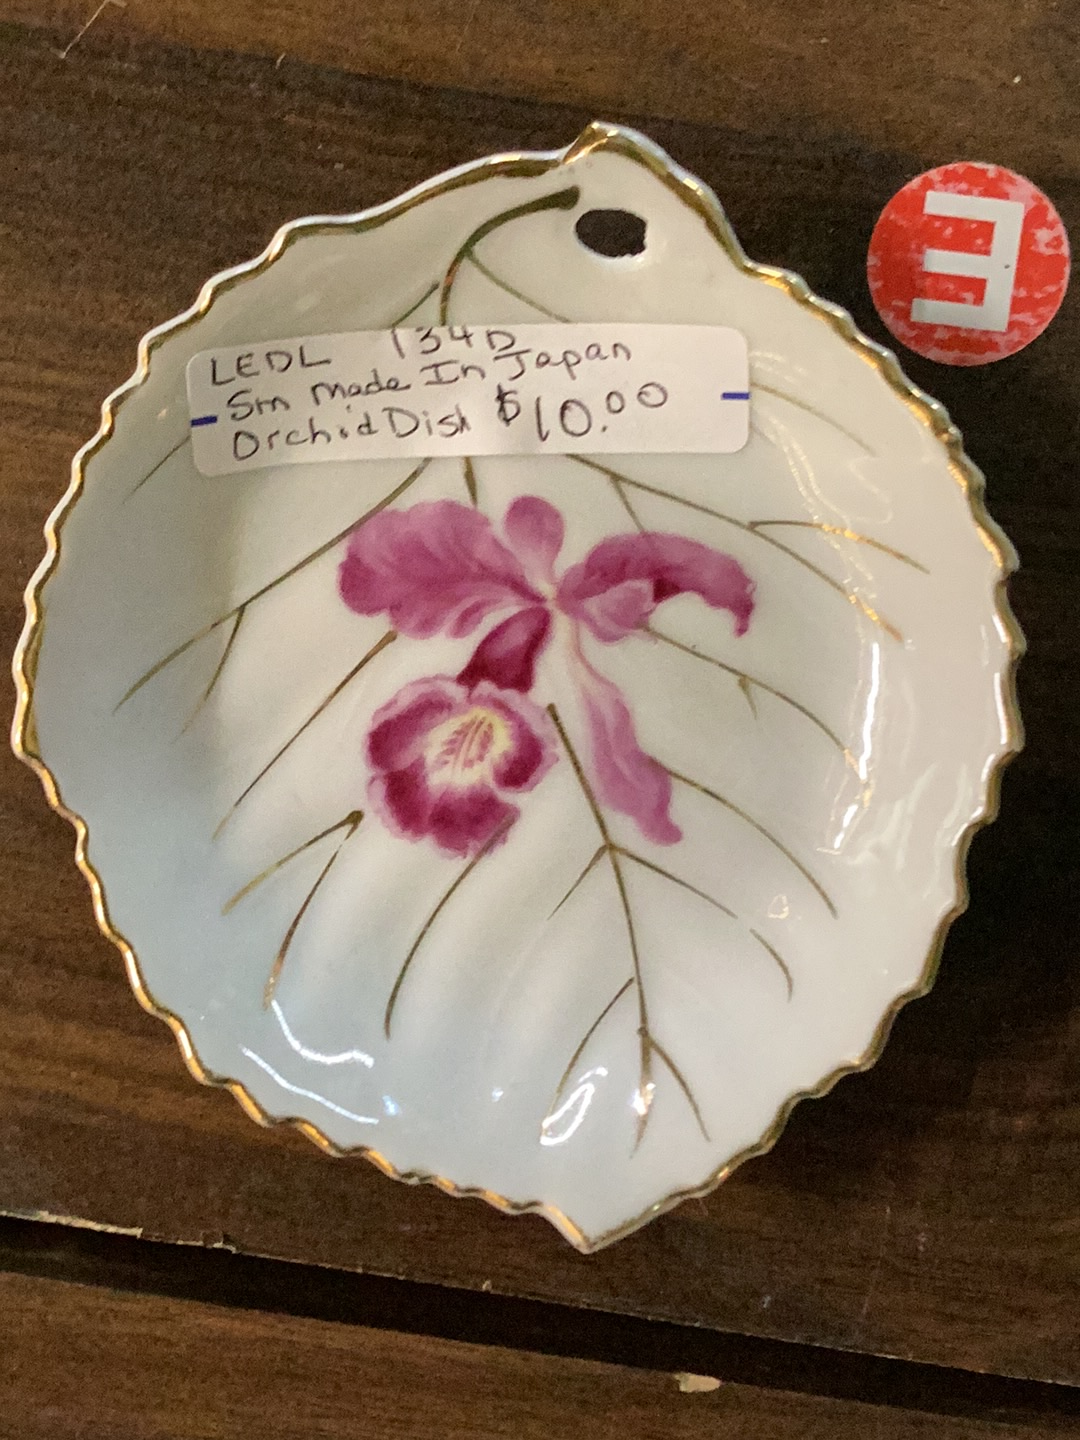 LEDL 134D
Sm Made In Japan
Orchid Dish $10.00
E